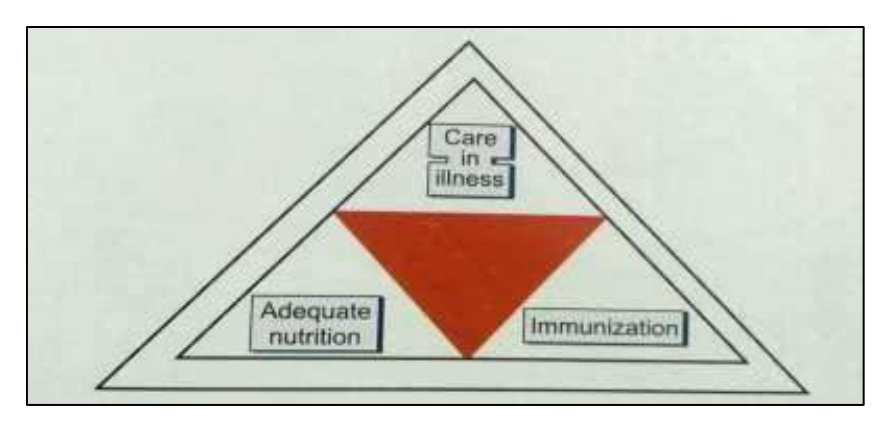 Care
in
illness
Adequate
nutrition
Immunization